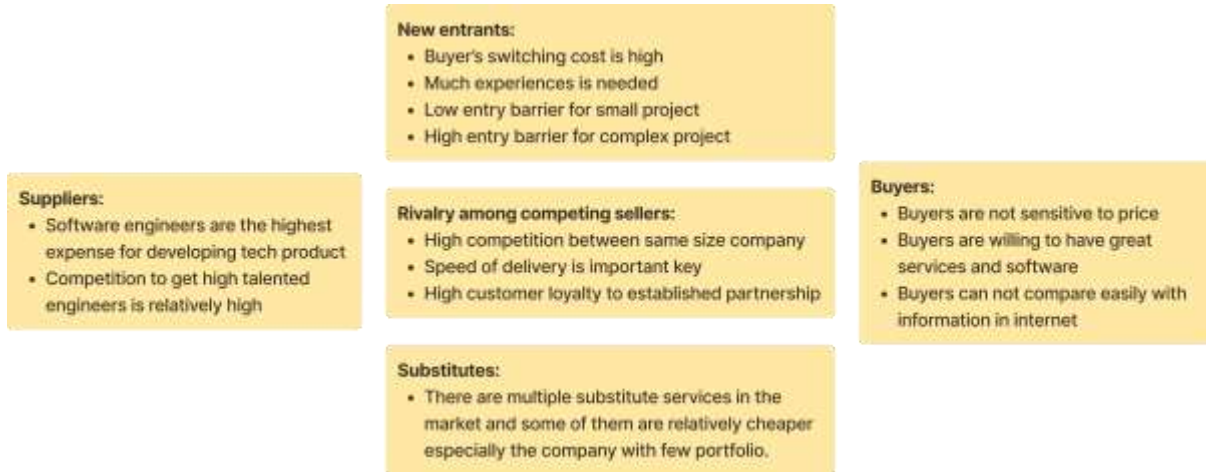 New entrants:
• Buyer's switching cost is high
• Much experiences is needed
• Low entry barrier for small project
• High entry barrier for complex project
Suppliers:
• Software engineers are the highest
expense for developing tech product
• Competition to get high talented
engineers is relatively high
Rivalry among competing sellers:
• High competition between same size company
• Speed of delivery is important key
• High customer loyalty to established partnership
Buyers:
• Buyers are not sensitive to price
• Buyers are willing to have great
services and software
• Buyers can not compare easily with
information in internet
Substitutes:
• There are multiple substitute services in the
market and some of them are relatively cheaper
especially the company with few portfolio.